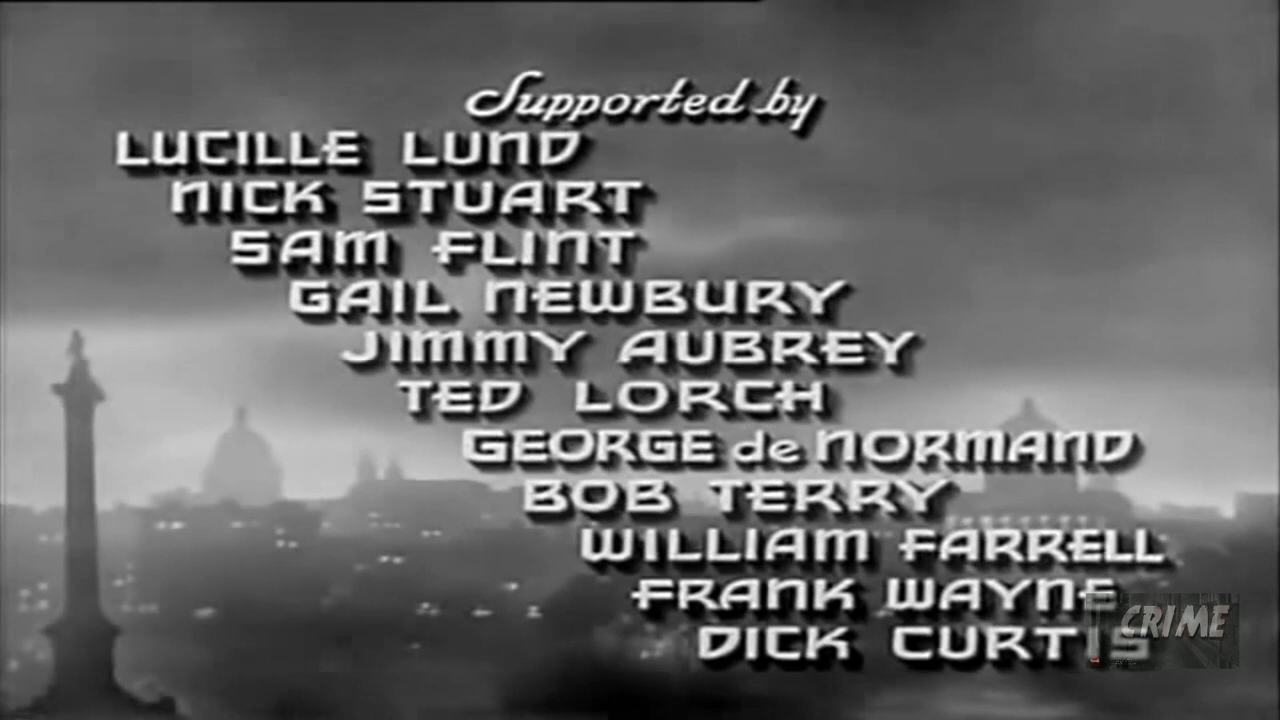 Supported by
LUCILLE LUND
NICK STUART
SAM FLINT
GAIL NEWBURY
JIMMY AUBREY
TED LORCH
GEORGE de NORMAND
BOB TERRY
WILLIAM FARRELL
FRANK WAYNE
DICK CURTIS
CRIME